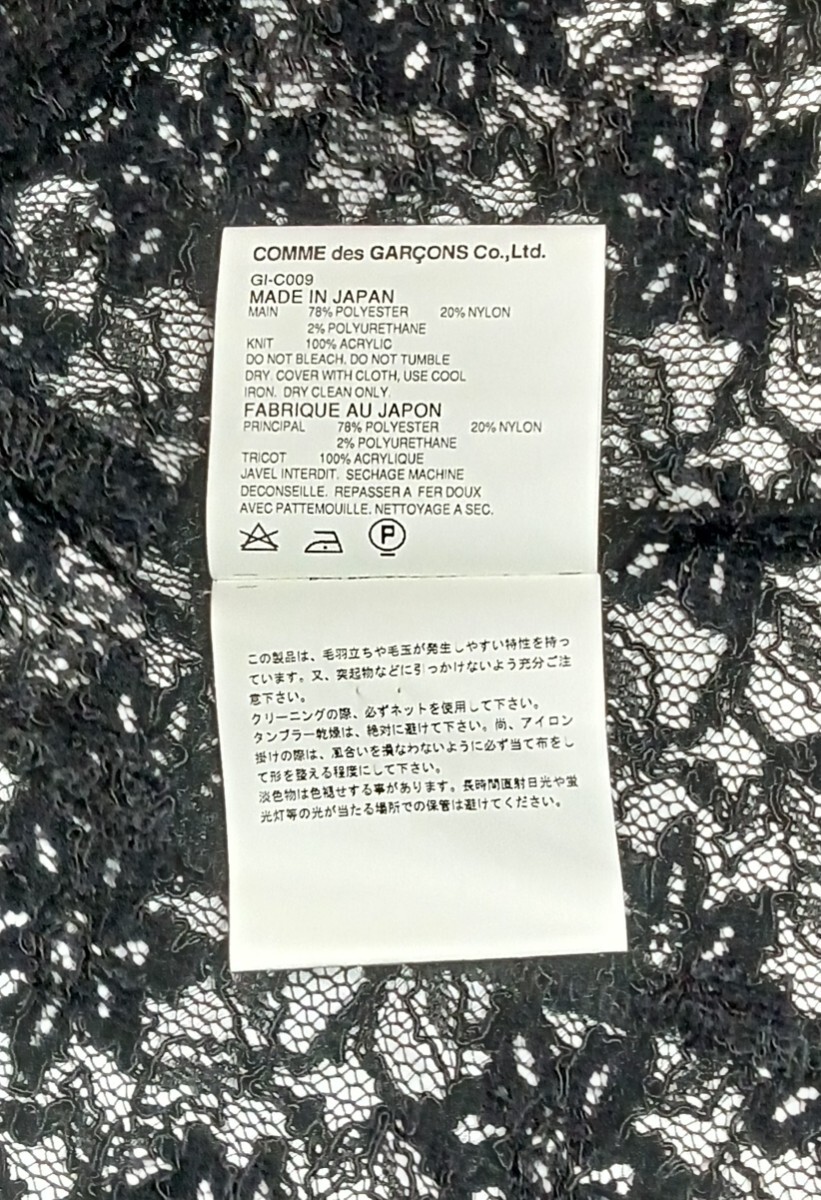 COMME des GARÇONS Co.,Ltd.
GI-C009
MADE IN JAPAN
MAIN 78% POLYESTER 20% NYLON
2% POLYURETHANE
KNIT 100% ACRYLIC
DO NOT BLEACH. DO NOT TUMBLE
DRY. COVER WITH CLOTH, USE COOL
IRON. DRY CLEAN ONLY.
FABRIQUE AU JAPON
PRINCIPAL 78% POLYESTER 20% NYLON
2% POLYURETHANE
TRICOT 100% ACRYLIQUE
JAVEL INTERDIT. SECHAGE MACHINE
DECONSEILLE. REPASSER A FER DOUX
AVEC PATTEMOUILLE. NETTOYAGE A SEC.
P
この製品は、毛羽立ちや毛玉が発生しやすい特性を持っ
ています。又、突起物などに引っかけないよう充分ご注
意下さい。
クリーニングの際、必ずネットを使用して下さい。
タンブラー乾燥は、絶対に避けて下さい。尚、アイロン
掛けの際は、風合いを損なわないように必ず当て布をし
て形を整える程度にして下さい。
淡色物は色褪せする事があります。長時間直射日光や蛍
光灯等の光が当たる場所での保管は避けてください。